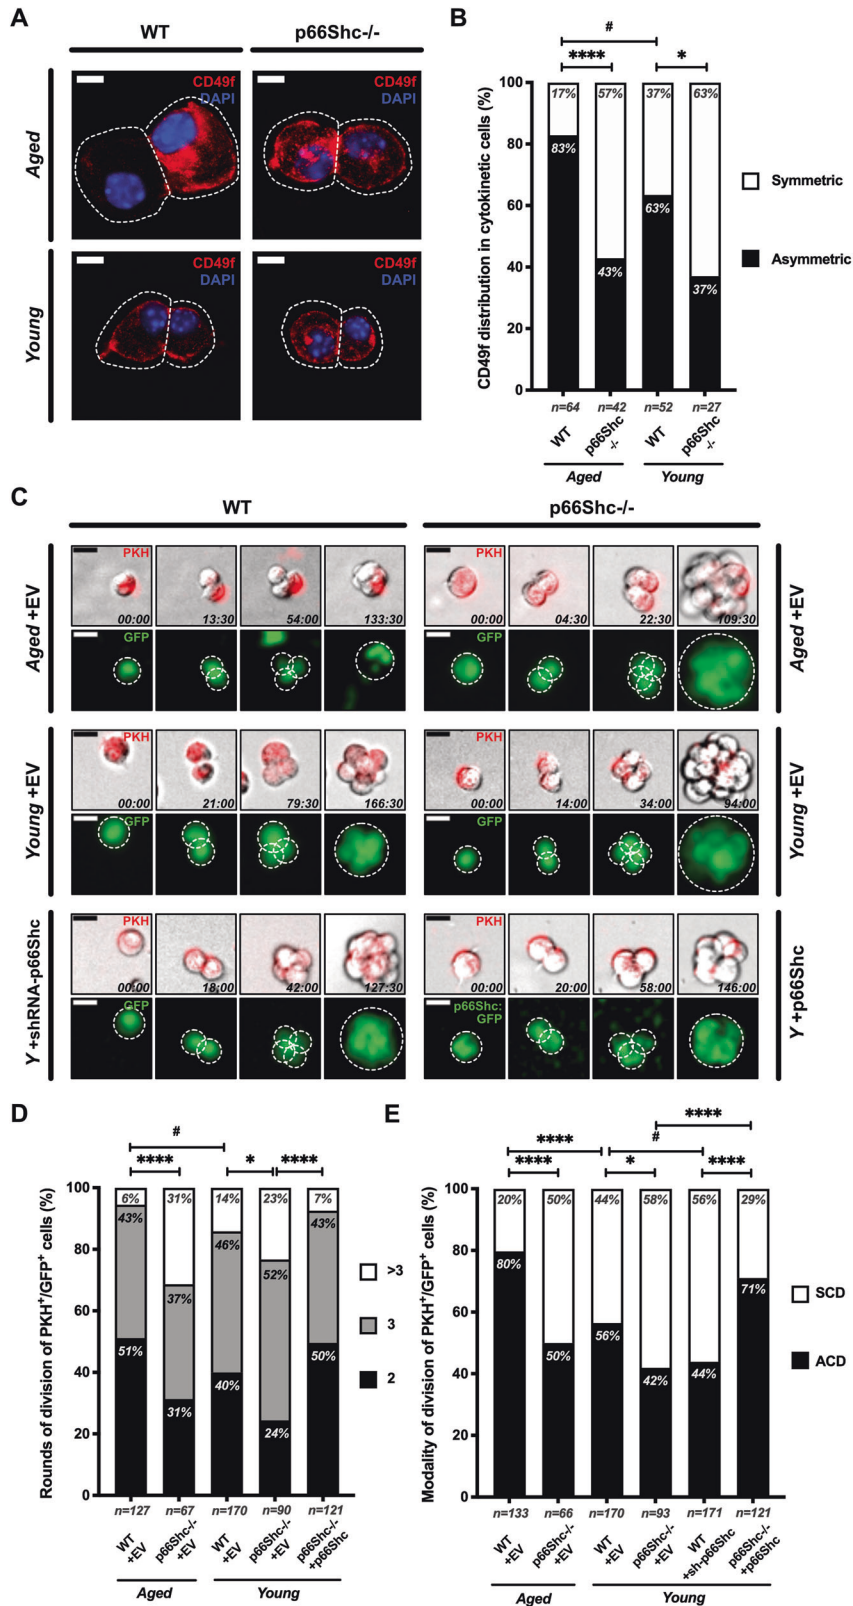 A
WT
p66Shc-/-
Aged
CD49f
DAPI
CD49f
DAPI
Young
CD49f
DAPI
CD49f
DAPI
B
#
****
*
CD49f distribution in cytokinetic cells (%)
100
80
60
40
20
0
17%
57%
37%
63%
83%
43%
63%
37%
Symmetric
Asymmetric
n=64
n=42
n=52
n=27
WT
p66Shc
-/-
WT
p66Shc
-/-
Aged
Young
C
WT
p66Shc-/-
Aged +EV
PKH
00:00
13:30
54:00
133:30
PKH
00:00
04:30
22:30
109:30
Aged +EV
GFP
GFP
Young +EV
PKH
00:00
21:00
79:30
166:30
PKH
00:00
14:00
34:00
94:00
Young +EV
GFP
GFP
Y +shRNA-p66Shc
PKH
00:00
18:00
42:00
127:30
PKH
00:00
20:00
58:00
146:00
Y +p66Shc
GFP
p66Shc:
GFP
D
#
****
*
****
Rounds of division of PKH+/GFP+ cells (%)
100
80
60
40
20
0
6%
31%
14%
23%
7%
43%
37%
46%
52%
43%
51%
31%
40%
24%
50%
>3
3
2
n=127
n=67
n=170
n=90
n=121
WT
+EV
p66Shc-/-
+EV
WT
+EV
p66Shc-/-
+EV
p66Shc-/-
+p66Shc
Aged
Young
E
****
****
#
****
*
****
Modality of division of PKH+/GFP+ cells (%)
100
80
60
40
20
0
20%
50%
44%
58%
56%
29%
80%
50%
56%
42%
44%
71%
SCD
ACD
n=133
n=66
n=170
n=93
n=171
n=121
WT
+EV
p66Shc-/-
+EV
WT
+EV
p66Shc-/-
+EV
WT
+sh-p66Shc
p66Shc-/-
+p66Shc
Aged
Young